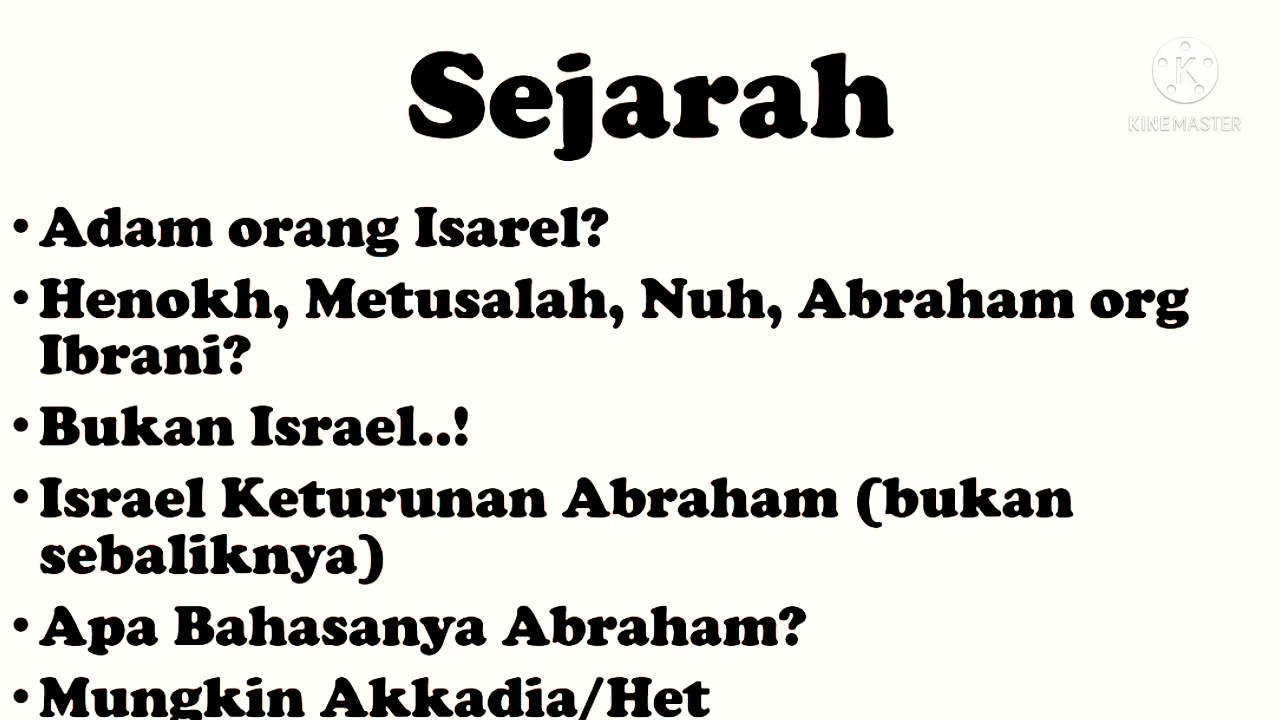 Sejarah
KINEMASTER
• Adam orang Isarel?
• Henokh, Metusalah, Nuh, Abraham org
Ibrani?
• Bukan Israel..!
• Israel Keturunan Abraham (bukan
sebaliknya)
• Apa Bahasanya Abraham?
• Mungkin Akkadia/Het